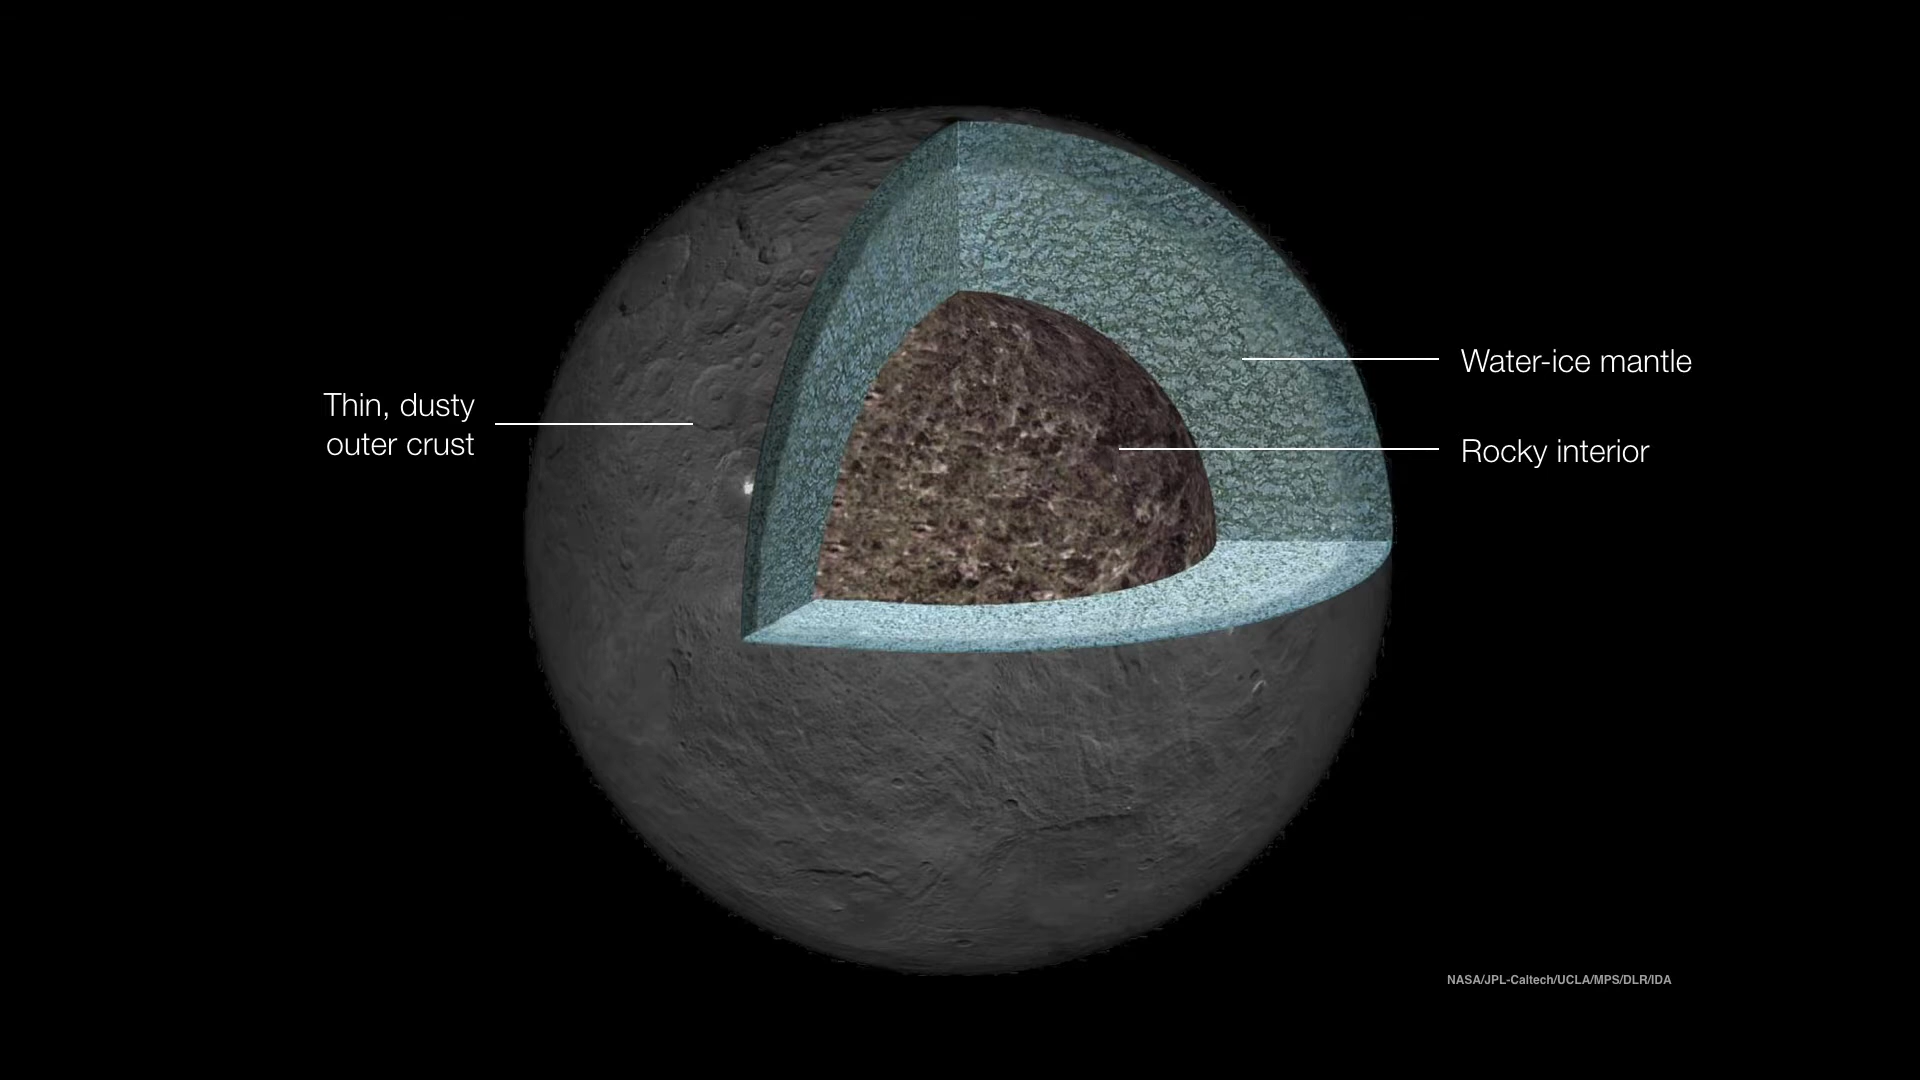 Thin, dusty
outer crust
Water-ice mantle
Rocky interior
NASA/JPL-Caltech/UCLA/MPS/DLR/IDA